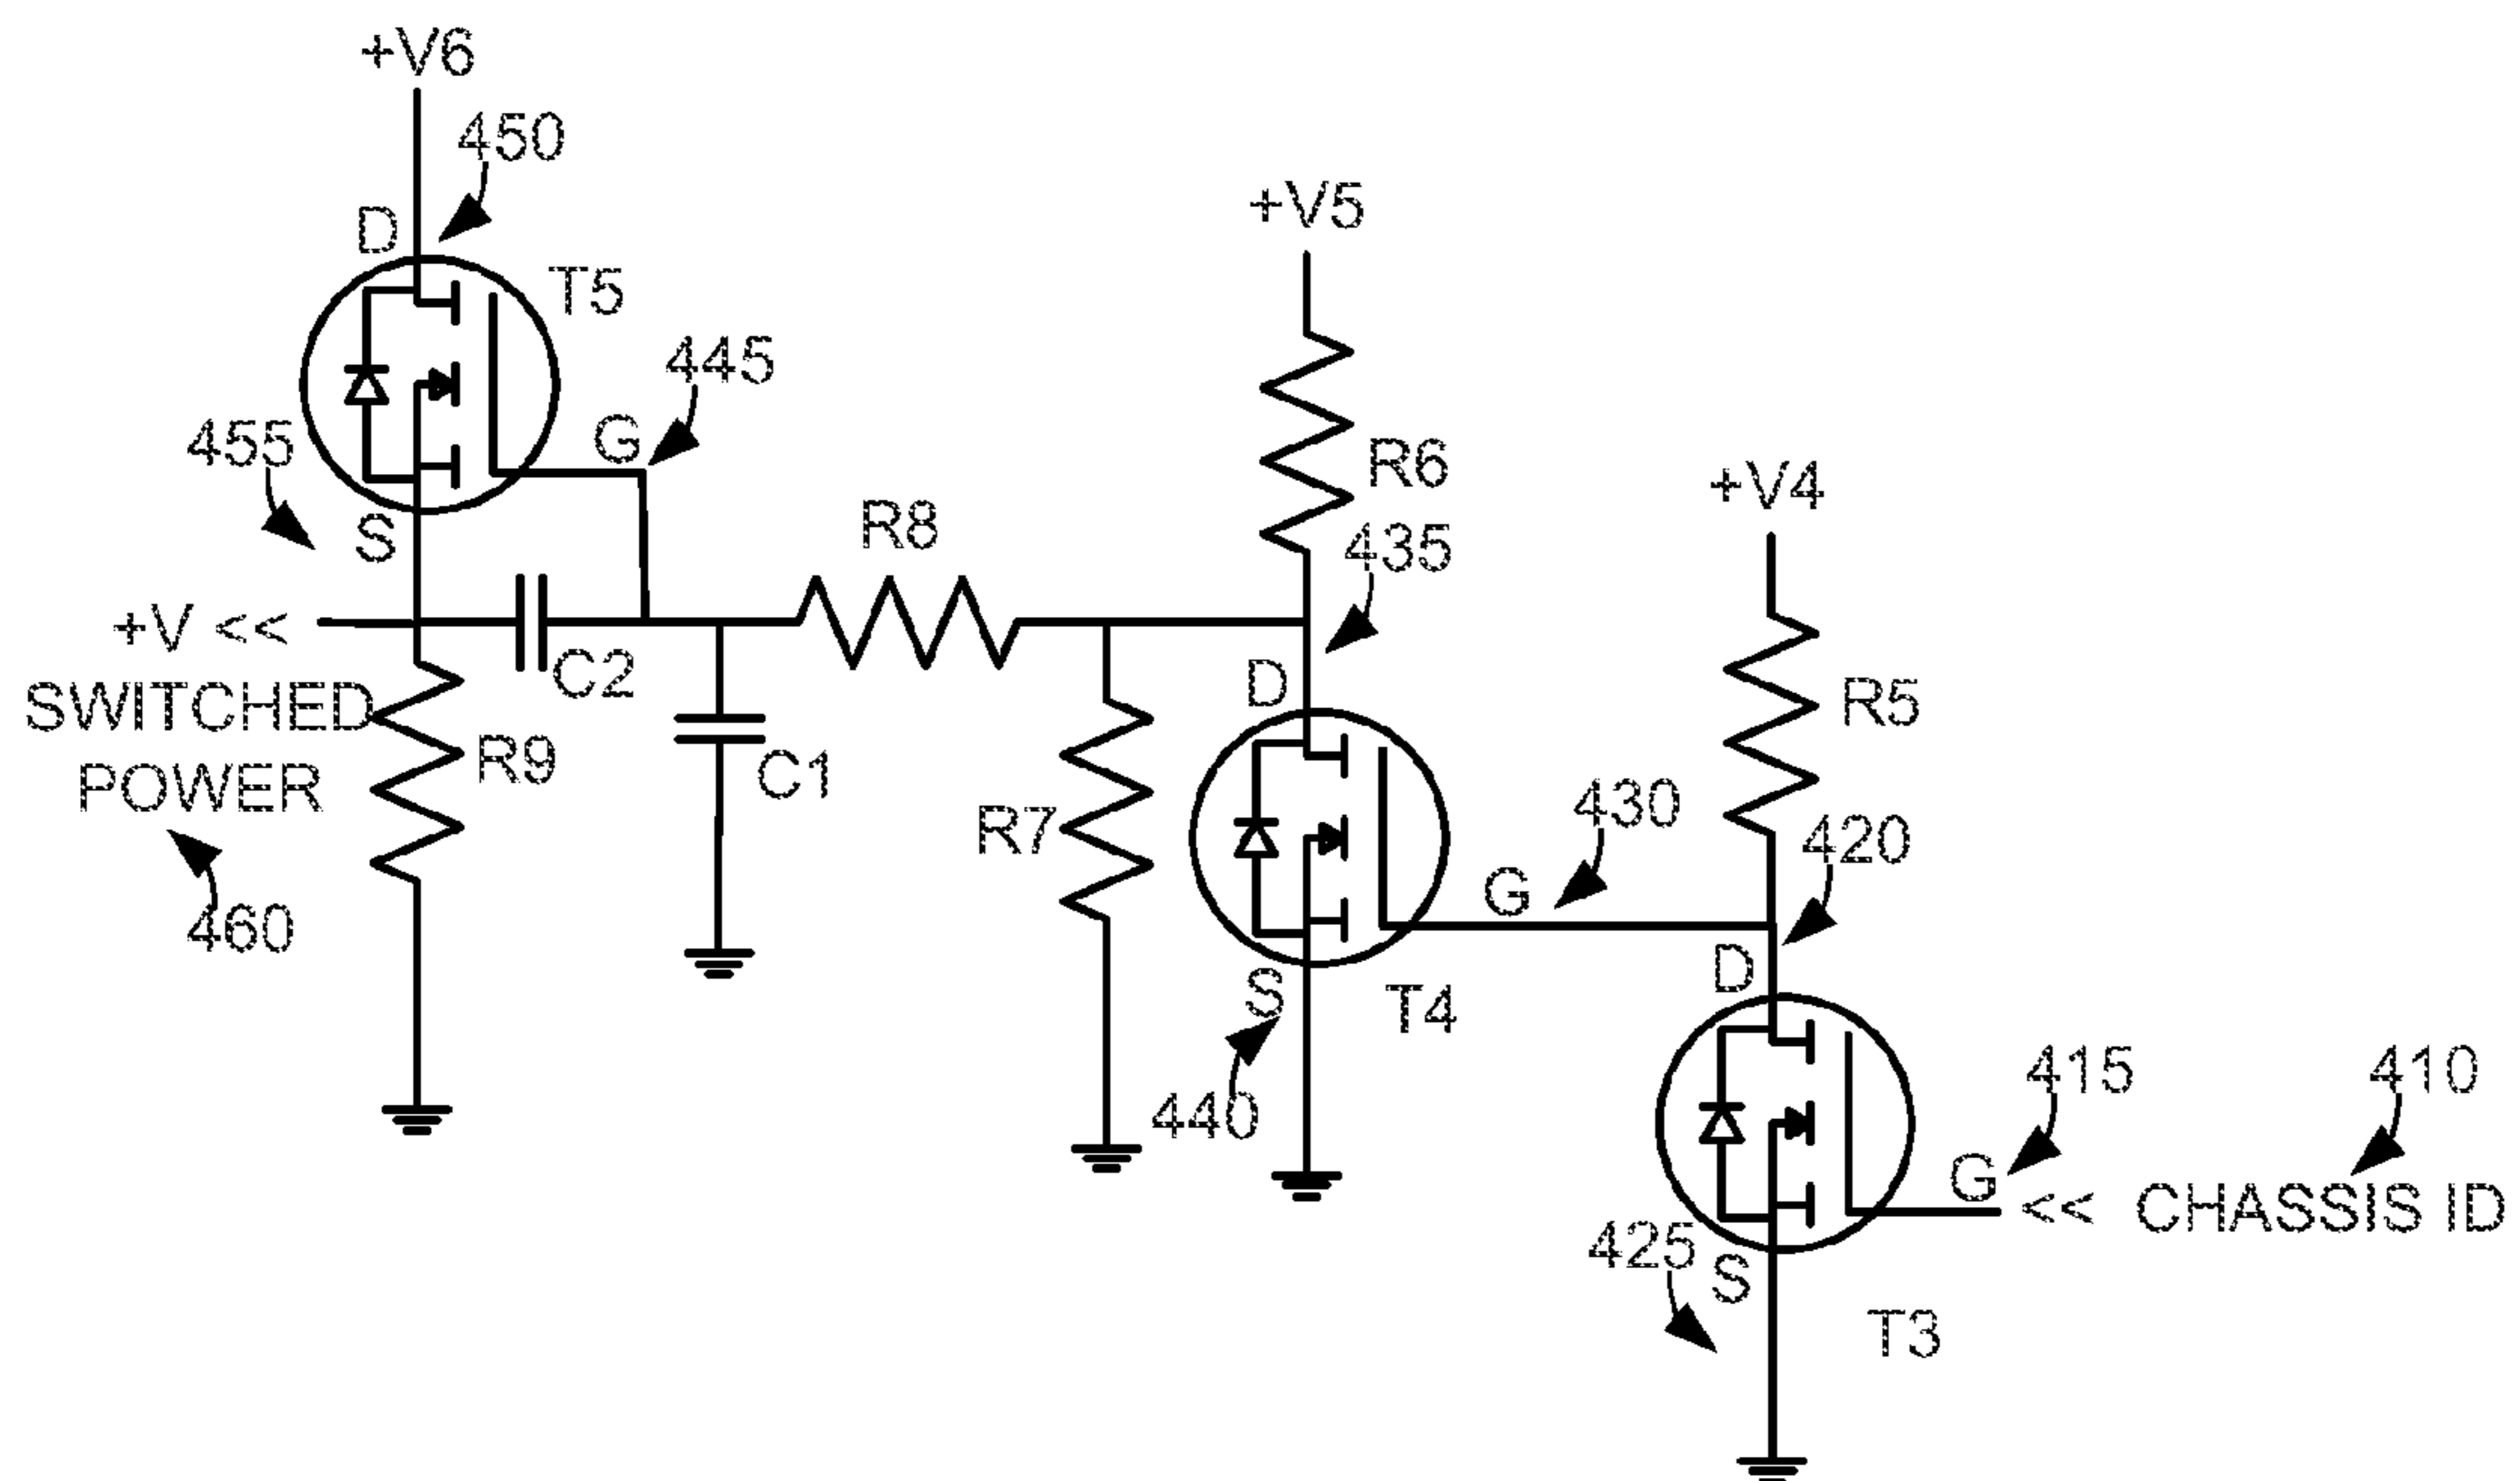 +V6
450
D
T5
+V5
445
455
G
R6
+V4
S
R8
435
+V <<
C2
D
R5
SWITCHED
POWER
R9
C1
R7
430
420
G
460
D
S
T4
440
415
410
G
<< CHASSIS ID
425
S
T3